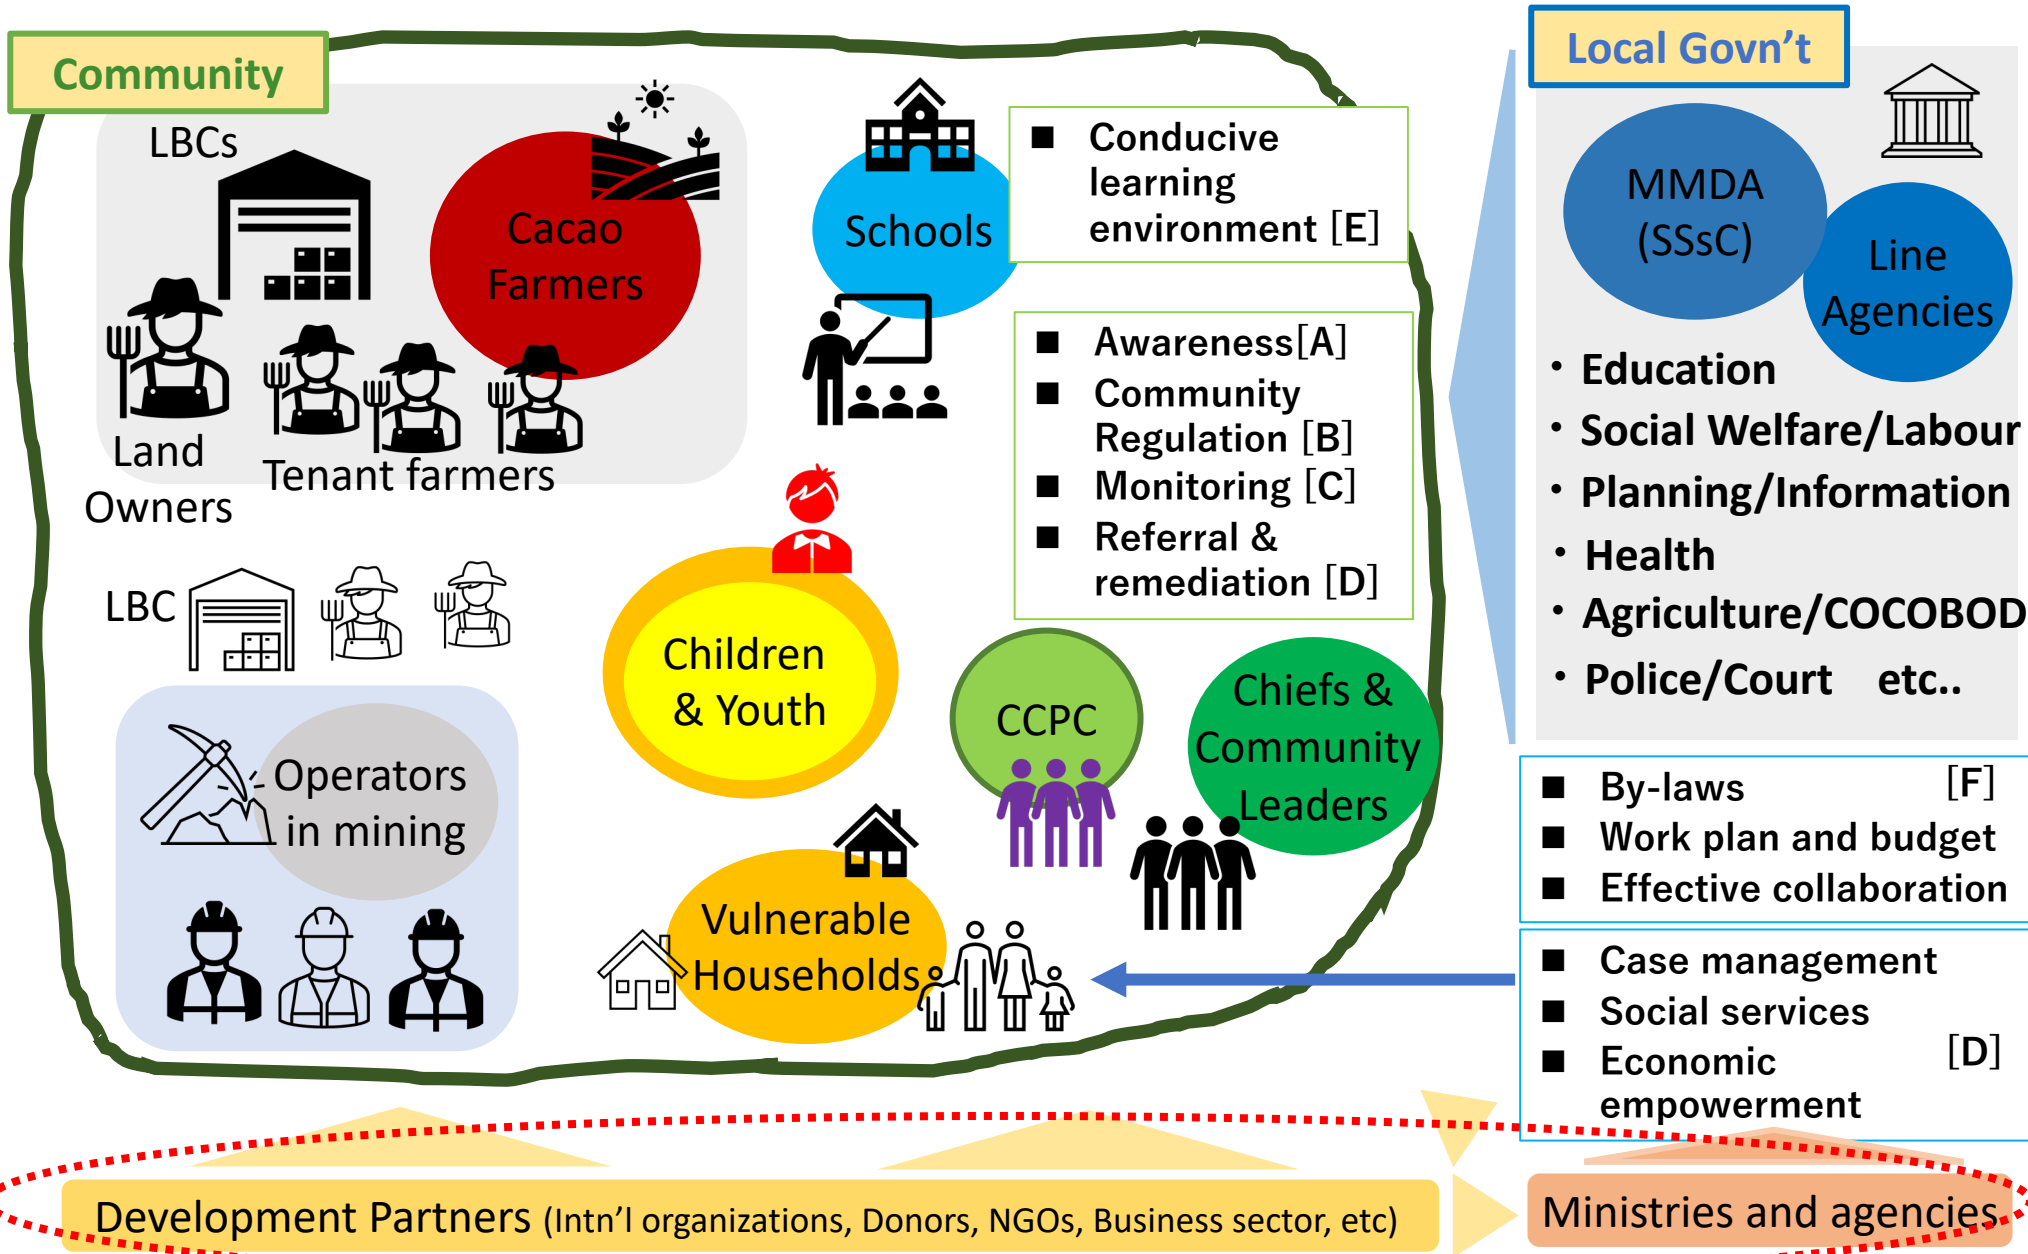 Community
LBCs
Cacao
Farmers
Land
Owners
Tenant farmers
LBC
Operators
in mining
Schools
■ Conducive
learning
environment [E]
■ Awareness[A]
■ Community
Regulation [B]
■ Monitoring [C]
■ Referral &
remediation [D]
Children
& Youth
CCPC
Chiefs &
Community
Leaders
Vulnerable
Households
Local Govn’t
MMDA
(SSsC)
Line
Agencies
・Education
・Social Welfare/Labour
・Planning/Information
・Health
・Agriculture/COCOBOD
・Police/Court etc..
■ By-laws [F]
■ Work plan and budget
■ Effective collaboration
■ Case management
■ Social services
■ Economic [D]
empowerment
Development Partners (Intn’l organizations, Donors, NGOs, Business sector, etc)
Ministries and agencies